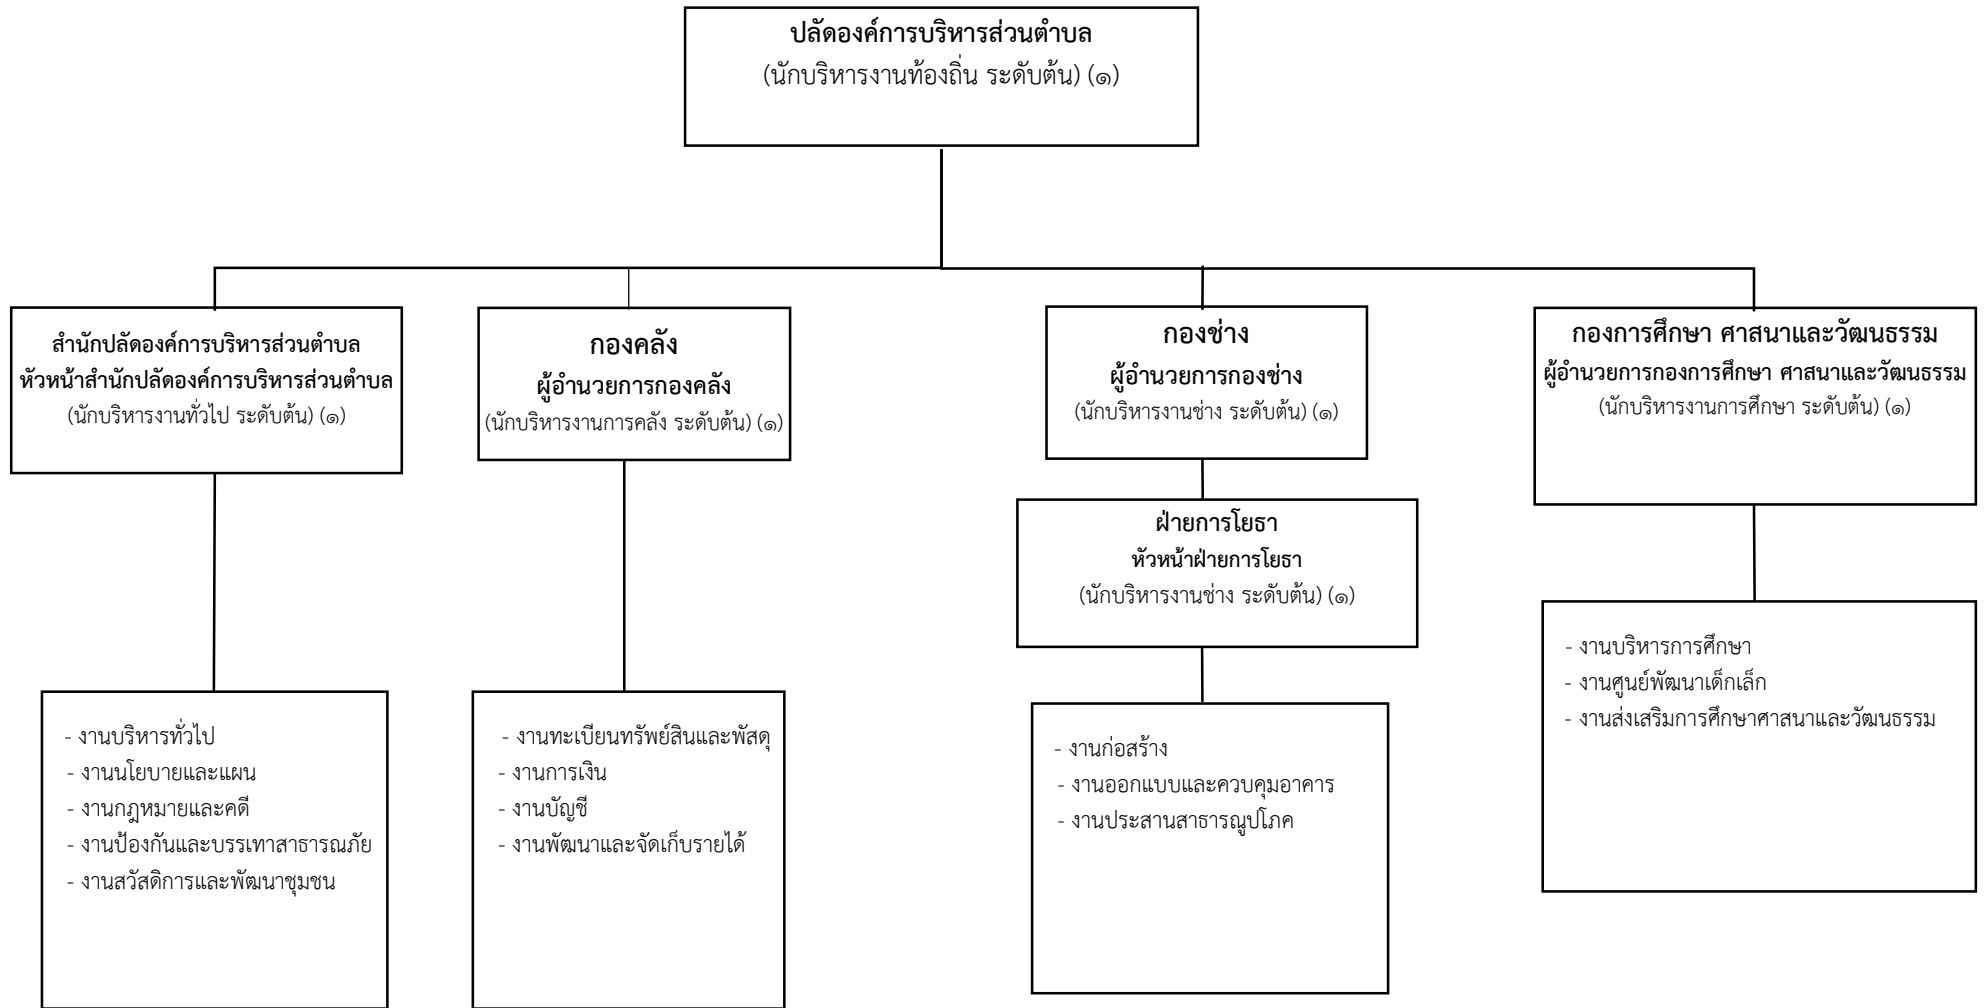 ปลัดองค์การบริหารส่วนตำบล
(นักบริหารงานท้องถิ่น ระดับต้น) (๑)
สำนักปลัดองค์การบริหารส่วนตำบล
หัวหน้าสำนักปลัดองค์การบริหารส่วนตำบล
(นักบริหารงานทั่วไป ระดับต้น) (๑)
กองคลัง
ผู้อำนวยการกองคลัง
(นักบริหารงานการคลัง ระดับต้น) (๑)
กองช่าง
ผู้อำนวยการกองช่าง
(นักบริหารงานช่าง ระดับต้น) (๑)
กองการศึกษา ศาสนาและวัฒนธรรม
ผู้อำนวยการกองการศึกษา ศาสนาและวัฒนธรรม
(นักบริหารงานการศึกษา ระดับต้น) (๑)
ฝ่ายการโยธา
หัวหน้าฝ่ายการโยธา
(นักบริหารงานช่าง ระดับต้น) (๑)
- งานบริหารทั่วไป
- งานนโยบายและแผน
- งานกฎหมายและคดี
- งานป้องกันและบรรเทาสาธารณภัย
- งานสวัสดิการและพัฒนาชุมชน
- งานทะเบียนทรัพย์สินและพัสดุ
- งานการเงิน
- งานบัญชี
- งานพัฒนาและจัดเก็บรายได้
- งานก่อสร้าง
- งานออกแบบและควบคุมอาคาร
- งานประสานสาธารณูปโภค
- งานบริหารการศึกษา
- งานศูนย์พัฒนาเด็กเล็ก
- งานส่งเสริมการศึกษาศาสนาและวัฒนธรรม